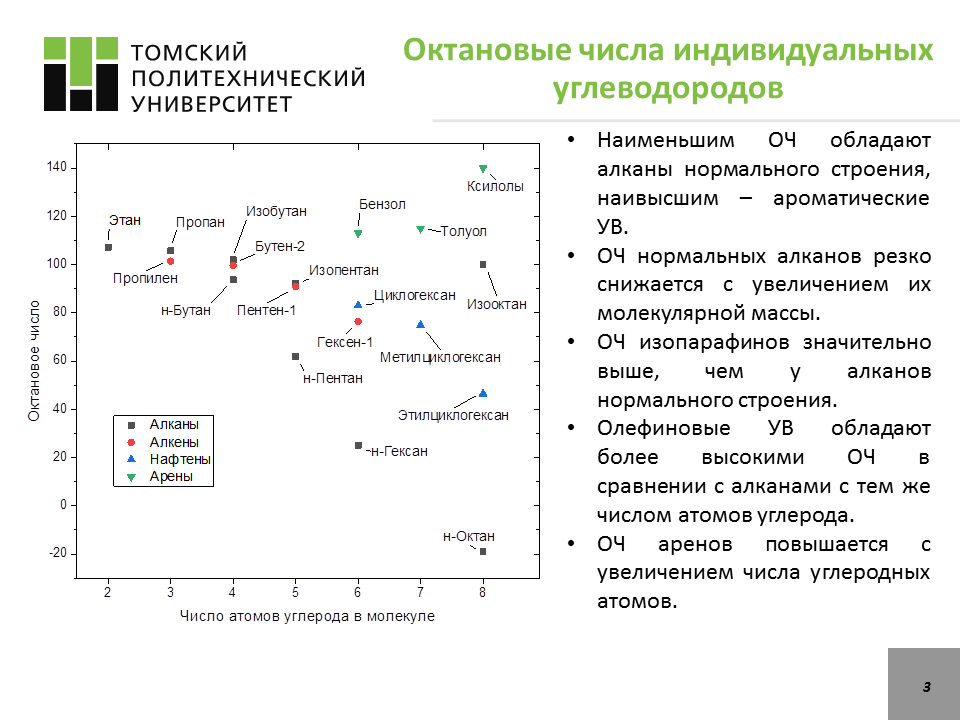 ТОМСКИЙ
ПОЛИТЕХНИЧЕСКИЙ
УНИВЕРСИТЕТ
Октановые числа индивидуальных
углеводородов
Октановое число
140
120
100
80
60
40
20
0
-20
2
3
4
5
6
7
8
Число атомов углерода в молекуле
Этан
Пропан
Пропилен
Изобутан
Бутен-2
н-Бутан
Изопентан
Пентен-1
н-Пентан
Бензол
Циклогексан
Гексен-1
н-Гексан
Толуол
Метилциклогексан
Ксилолы
Изооктан
Этилциклогексан
н-Октан
Алканы
Алкены
Нафтены
Арены
• Наименьшим ОЧ обладают
алканы нормального строения,
наивысшим – ароматические
УВ.
• ОЧ нормальных алканов резко
снижается с увеличением их
молекулярной массы.
• ОЧ изопарафинов значительно
выше, чем у алканов
нормального строения.
• Олефиновые УВ обладают
более высокими ОЧ в
сравнении с алканами с тем же
числом атомов углерода.
• ОЧ аренов повышается с
увеличением числа углеродных
атомов.
3